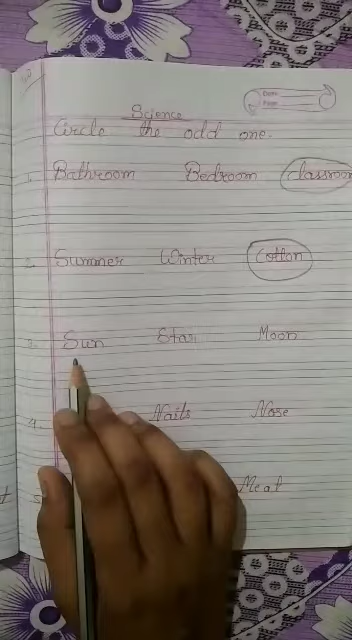 Science
Circle the odd one.
1. Bathroom Bedroom Classroom
2. Summer Winter Cotton
3. Sun Star Moon
4. Nails Nose
5. Meat